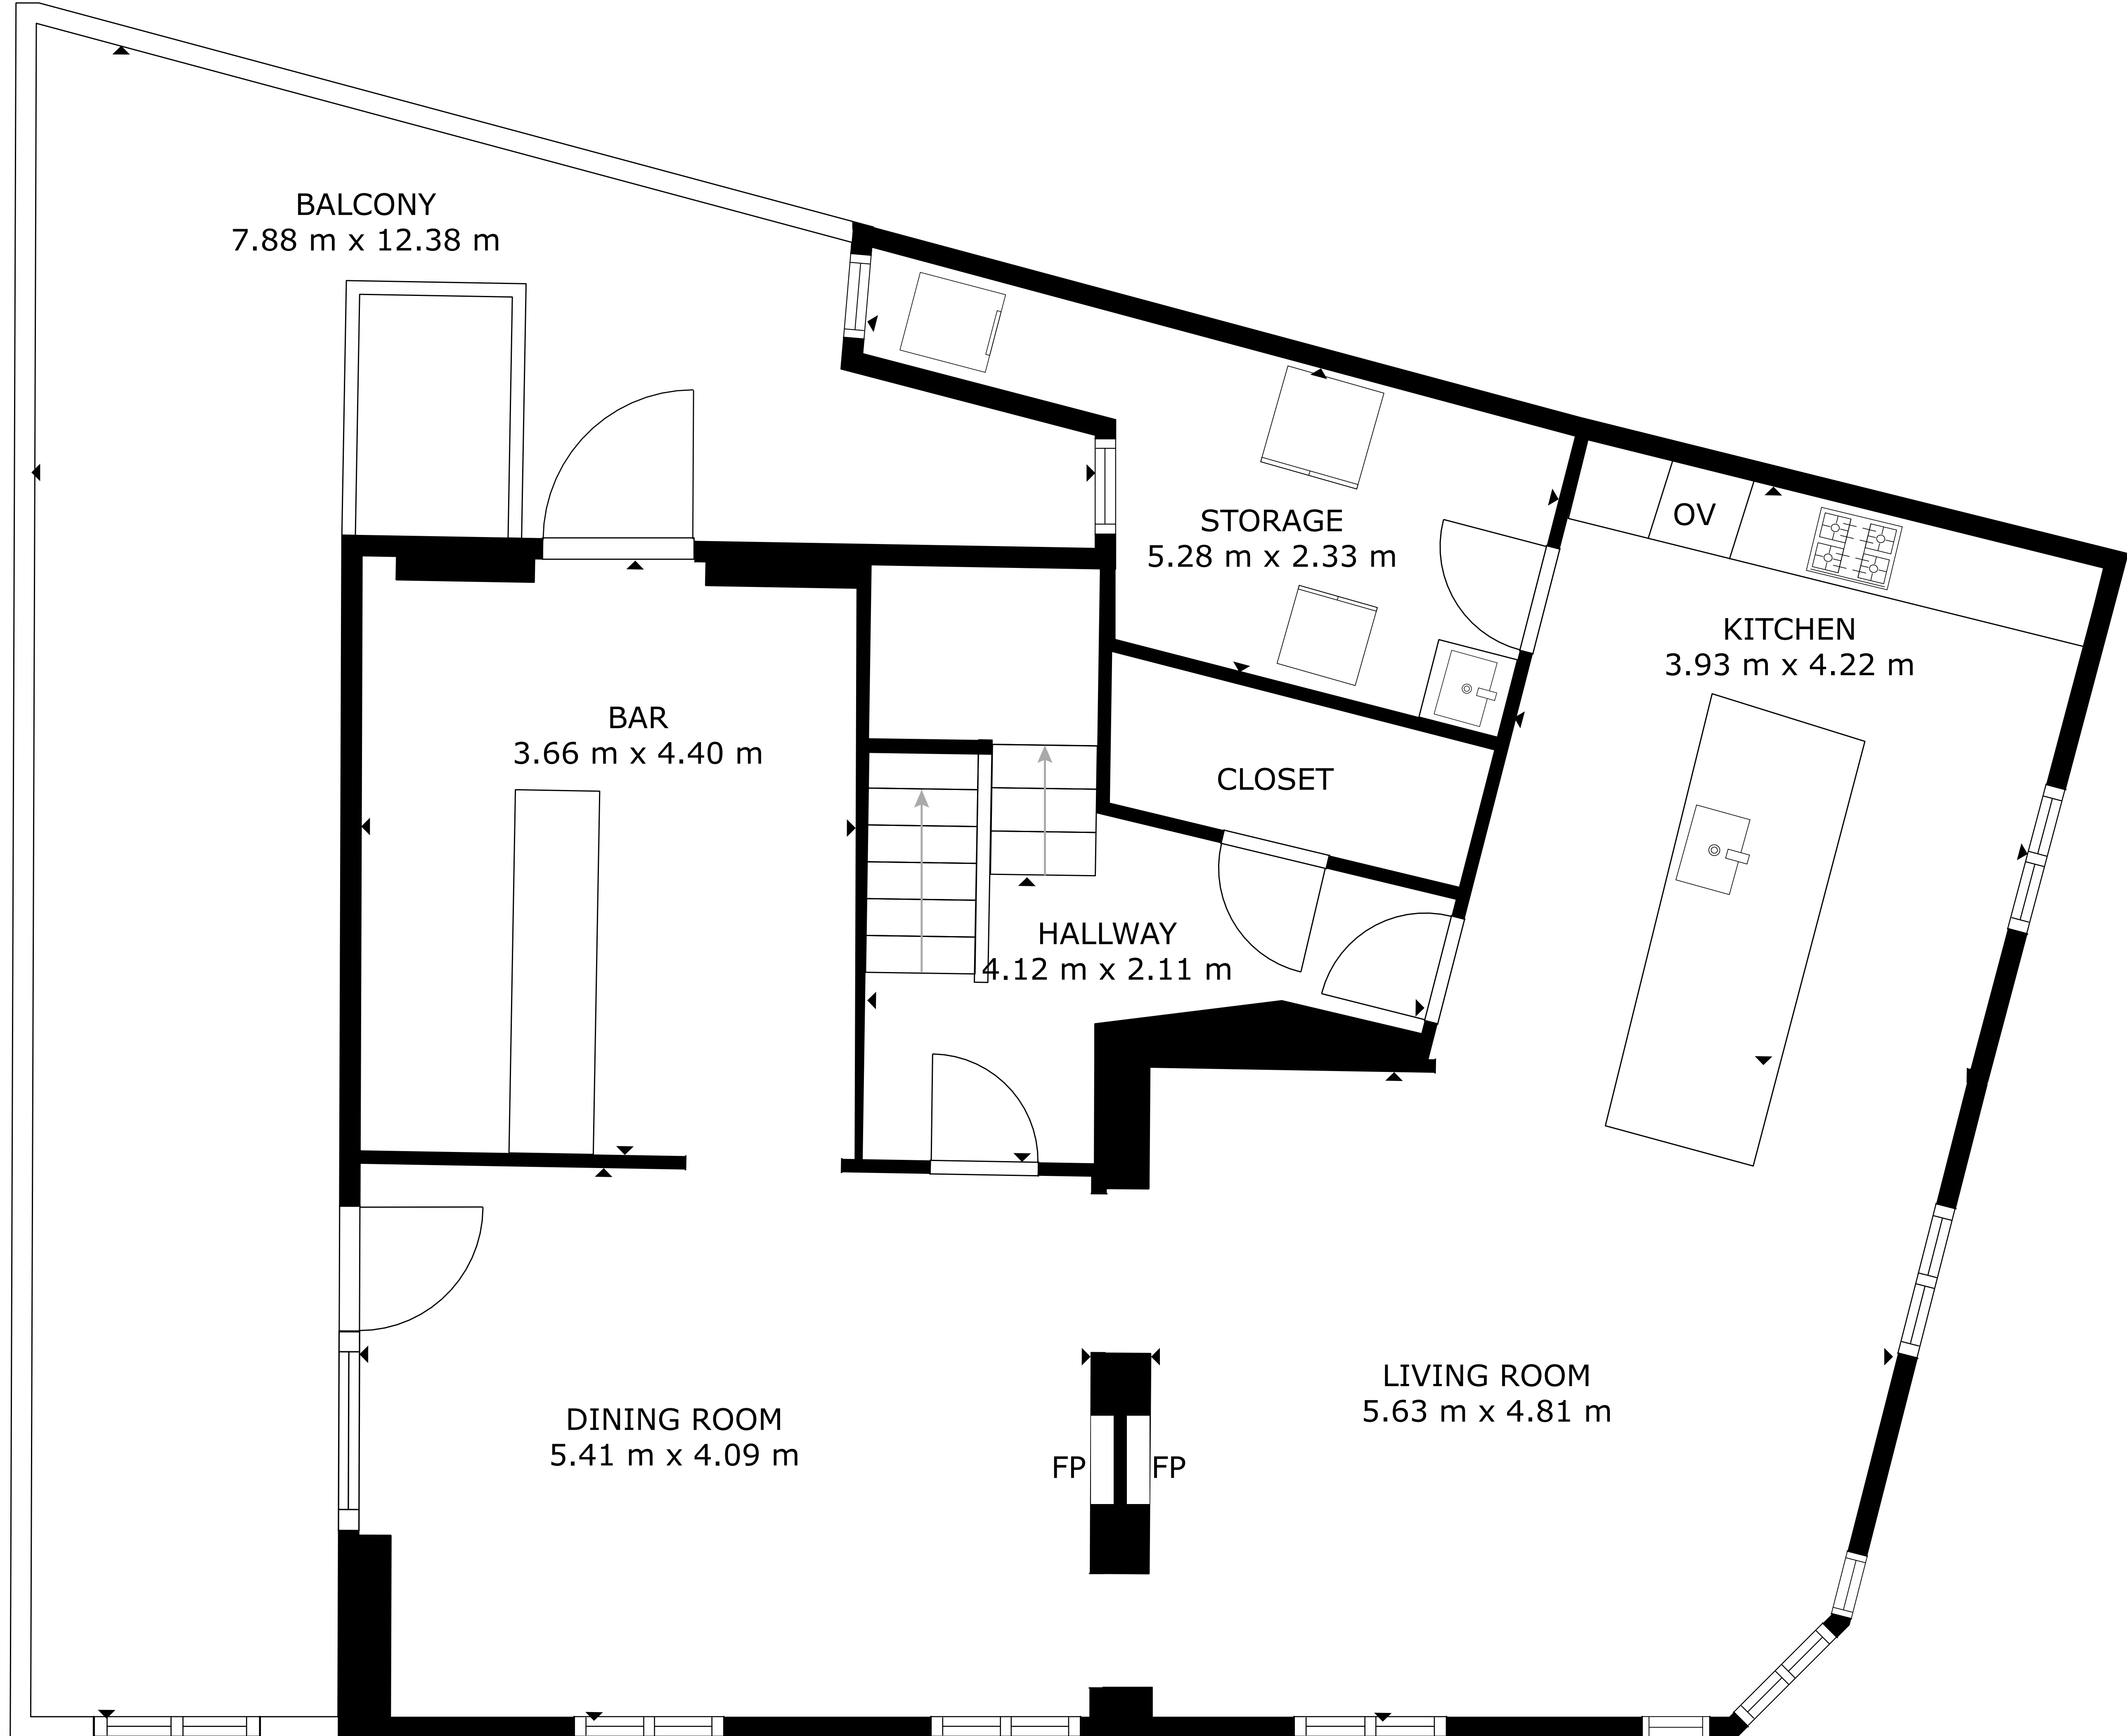 BALCONY
7.88 m x 12.38 m
OV
STORAGE
5.28 m x 2.33 m
KITCHEN
3.93 m x 4.22 m
BAR
3.66 m x 4.40 m
CLOSET
HALLWAY
4.12 m x 2.11 m
LIVING ROOM
5.63 m x 4.81 m
DINING ROOM
5.41 m x 4.09 m
FP
FP